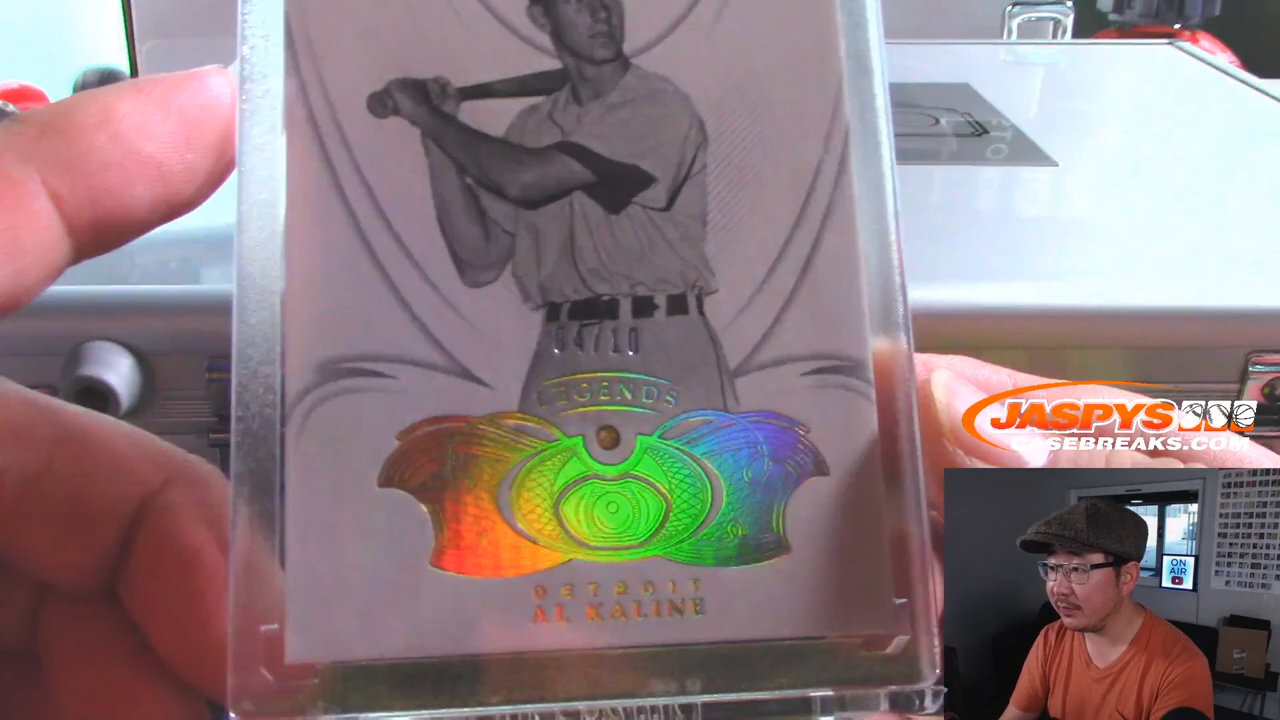 04/10
LEGENDS
DETROIT
AL KALINE
JASPYS
CASEBREAKS.COM
ON
AIR